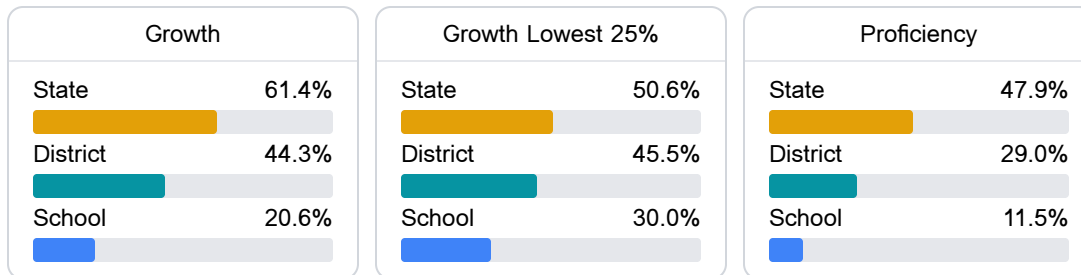 Growth
State 61.4%
District 44.3%
School 20.6%
Growth Lowest 25%
State 50.6%
District 45.5%
School 30.0%
Proficiency
State 47.9%
District 29.0%
School 11.5%